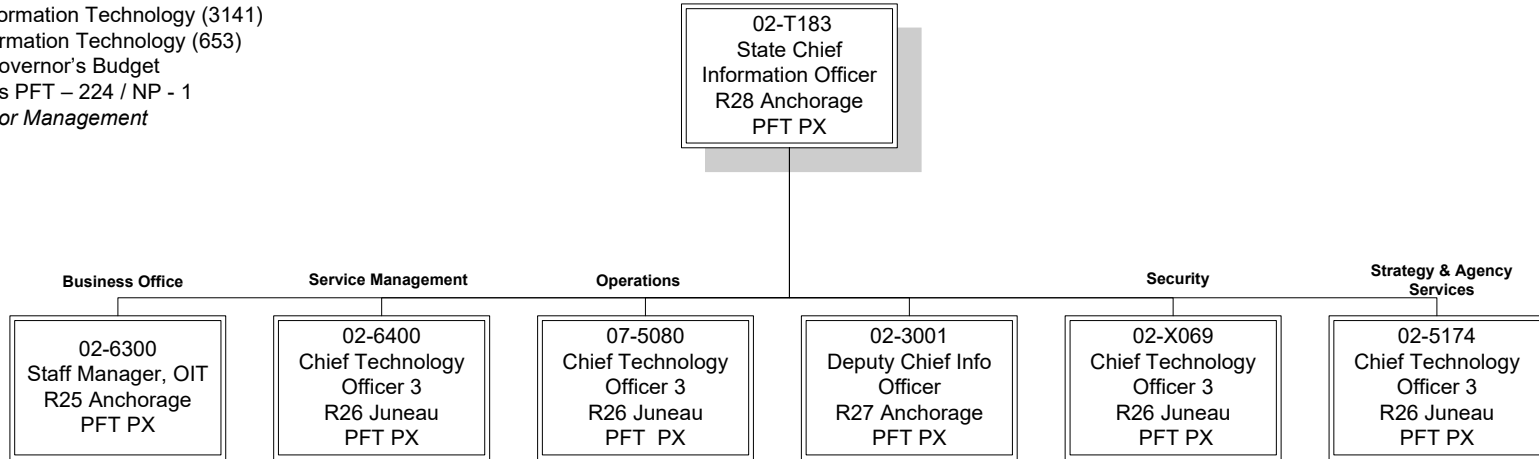 ormation Technology (3141)
rmation Technology (653)
overnor's Budget
s PFT – 224 / NP - 1
or Management
02-T183
State Chief
Information Officer
R28 Anchorage
PFT PX
Business Office
Service Management
Operations
Security
Strategy & Agency
Services
02-6300
Staff Manager, OIT
R25 Anchorage
PFT PX
02-6400
Chief Technology
Officer 3
R26 Juneau
PFT PX
07-5080
Chief Technology
Officer 3
R26 Juneau
PFT  PX
02-3001
Deputy Chief Info
Officer
R27 Anchorage
PFT PX
02-X069
Chief Technology
Officer 3
R26 Juneau
PFT PX
02-5174
Chief Technology
Officer 3
R26 Juneau
PFT PX